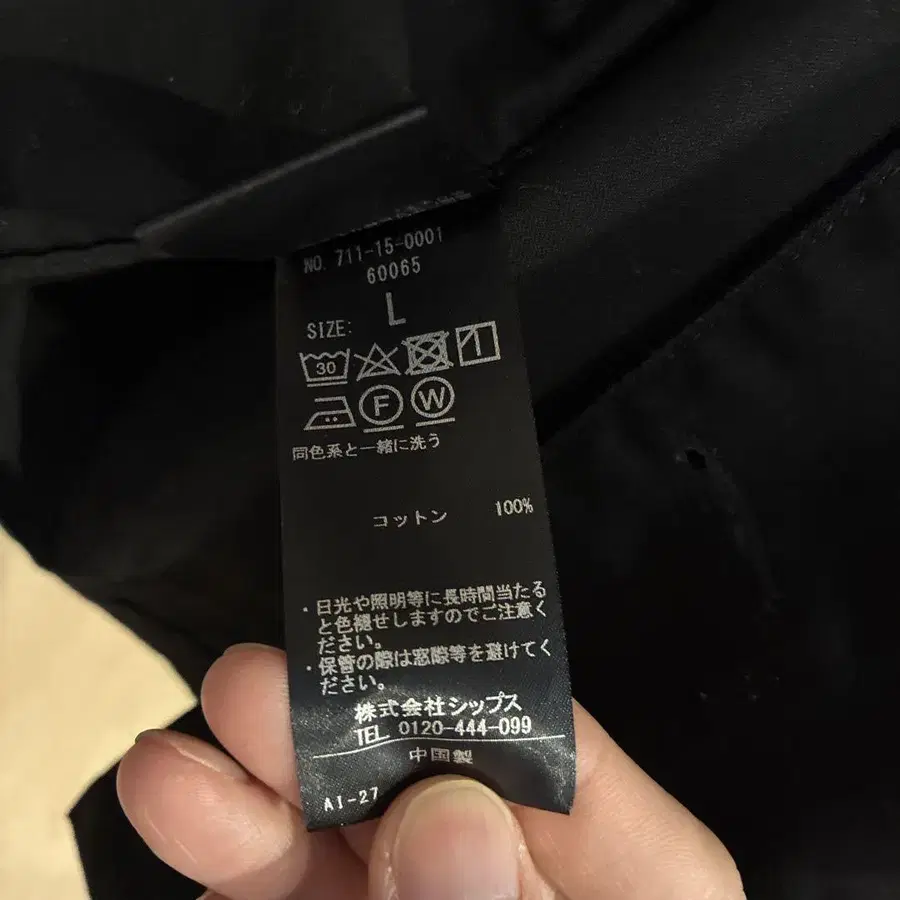 NO. 711-15-0001
60065
SIZE: L
30
F W
同色系と一緒に洗う
コットン 100%
・日光や照明等に長時間当たる
と色褪せしますのでご注意く
ださい。
・保管の際は窓際等を避けてく
ださい。
株式会社シップス
TEL 0120-444-099
中国製
AI-27